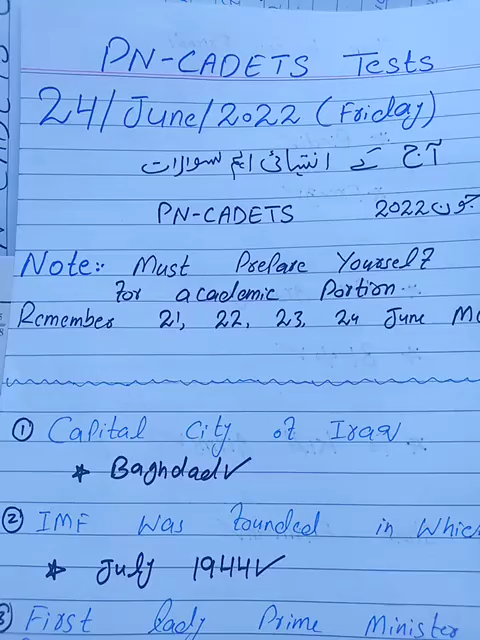 PN-CADETS Tests
24/June/2022 (Friday)
آج کے انتہائی اہم سوالات
PN-CADETS جون 2022
Note:- Must Prepare Yourself
for academic Portion...
Remember 21, 22, 23, 24 June
① Capital city of Iraq
* Baghdad ✓
② IMF was founded in Which
* July 1944 ✓
③ First lady Prime Minister